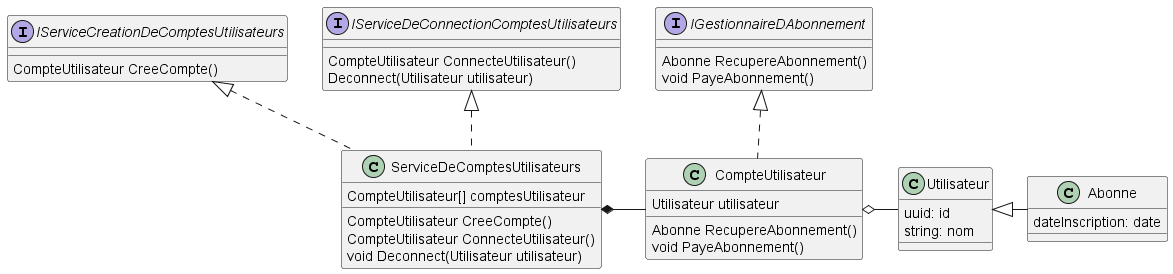 I IServiceCreationDeComptesUtilisateurs
CompteUtilisateur CreeCompte()
I IServiceDeConnectionComptesUtilisateurs
CompteUtilisateur ConnecteUtilisateur()
Deconnect(Utilisateur utilisateur)
I IGestionnaireDAbonnement
Abonne RecupereAbonnement()
void PayeAbonnement()
C ServiceDeComptesUtilisateurs
CompteUtilisateur[] comptesUtilisateur
CompteUtilisateur CreeCompte()
CompteUtilisateur ConnecteUtilisateur()
void Deconnect(Utilisateur utilisateur)
C CompteUtilisateur
Utilisateur utilisateur
Abonne RecupereAbonnement()
void PayeAbonnement()
C Utilisateur
uuid: id
string: nom
C Abonne
dateInscription: date